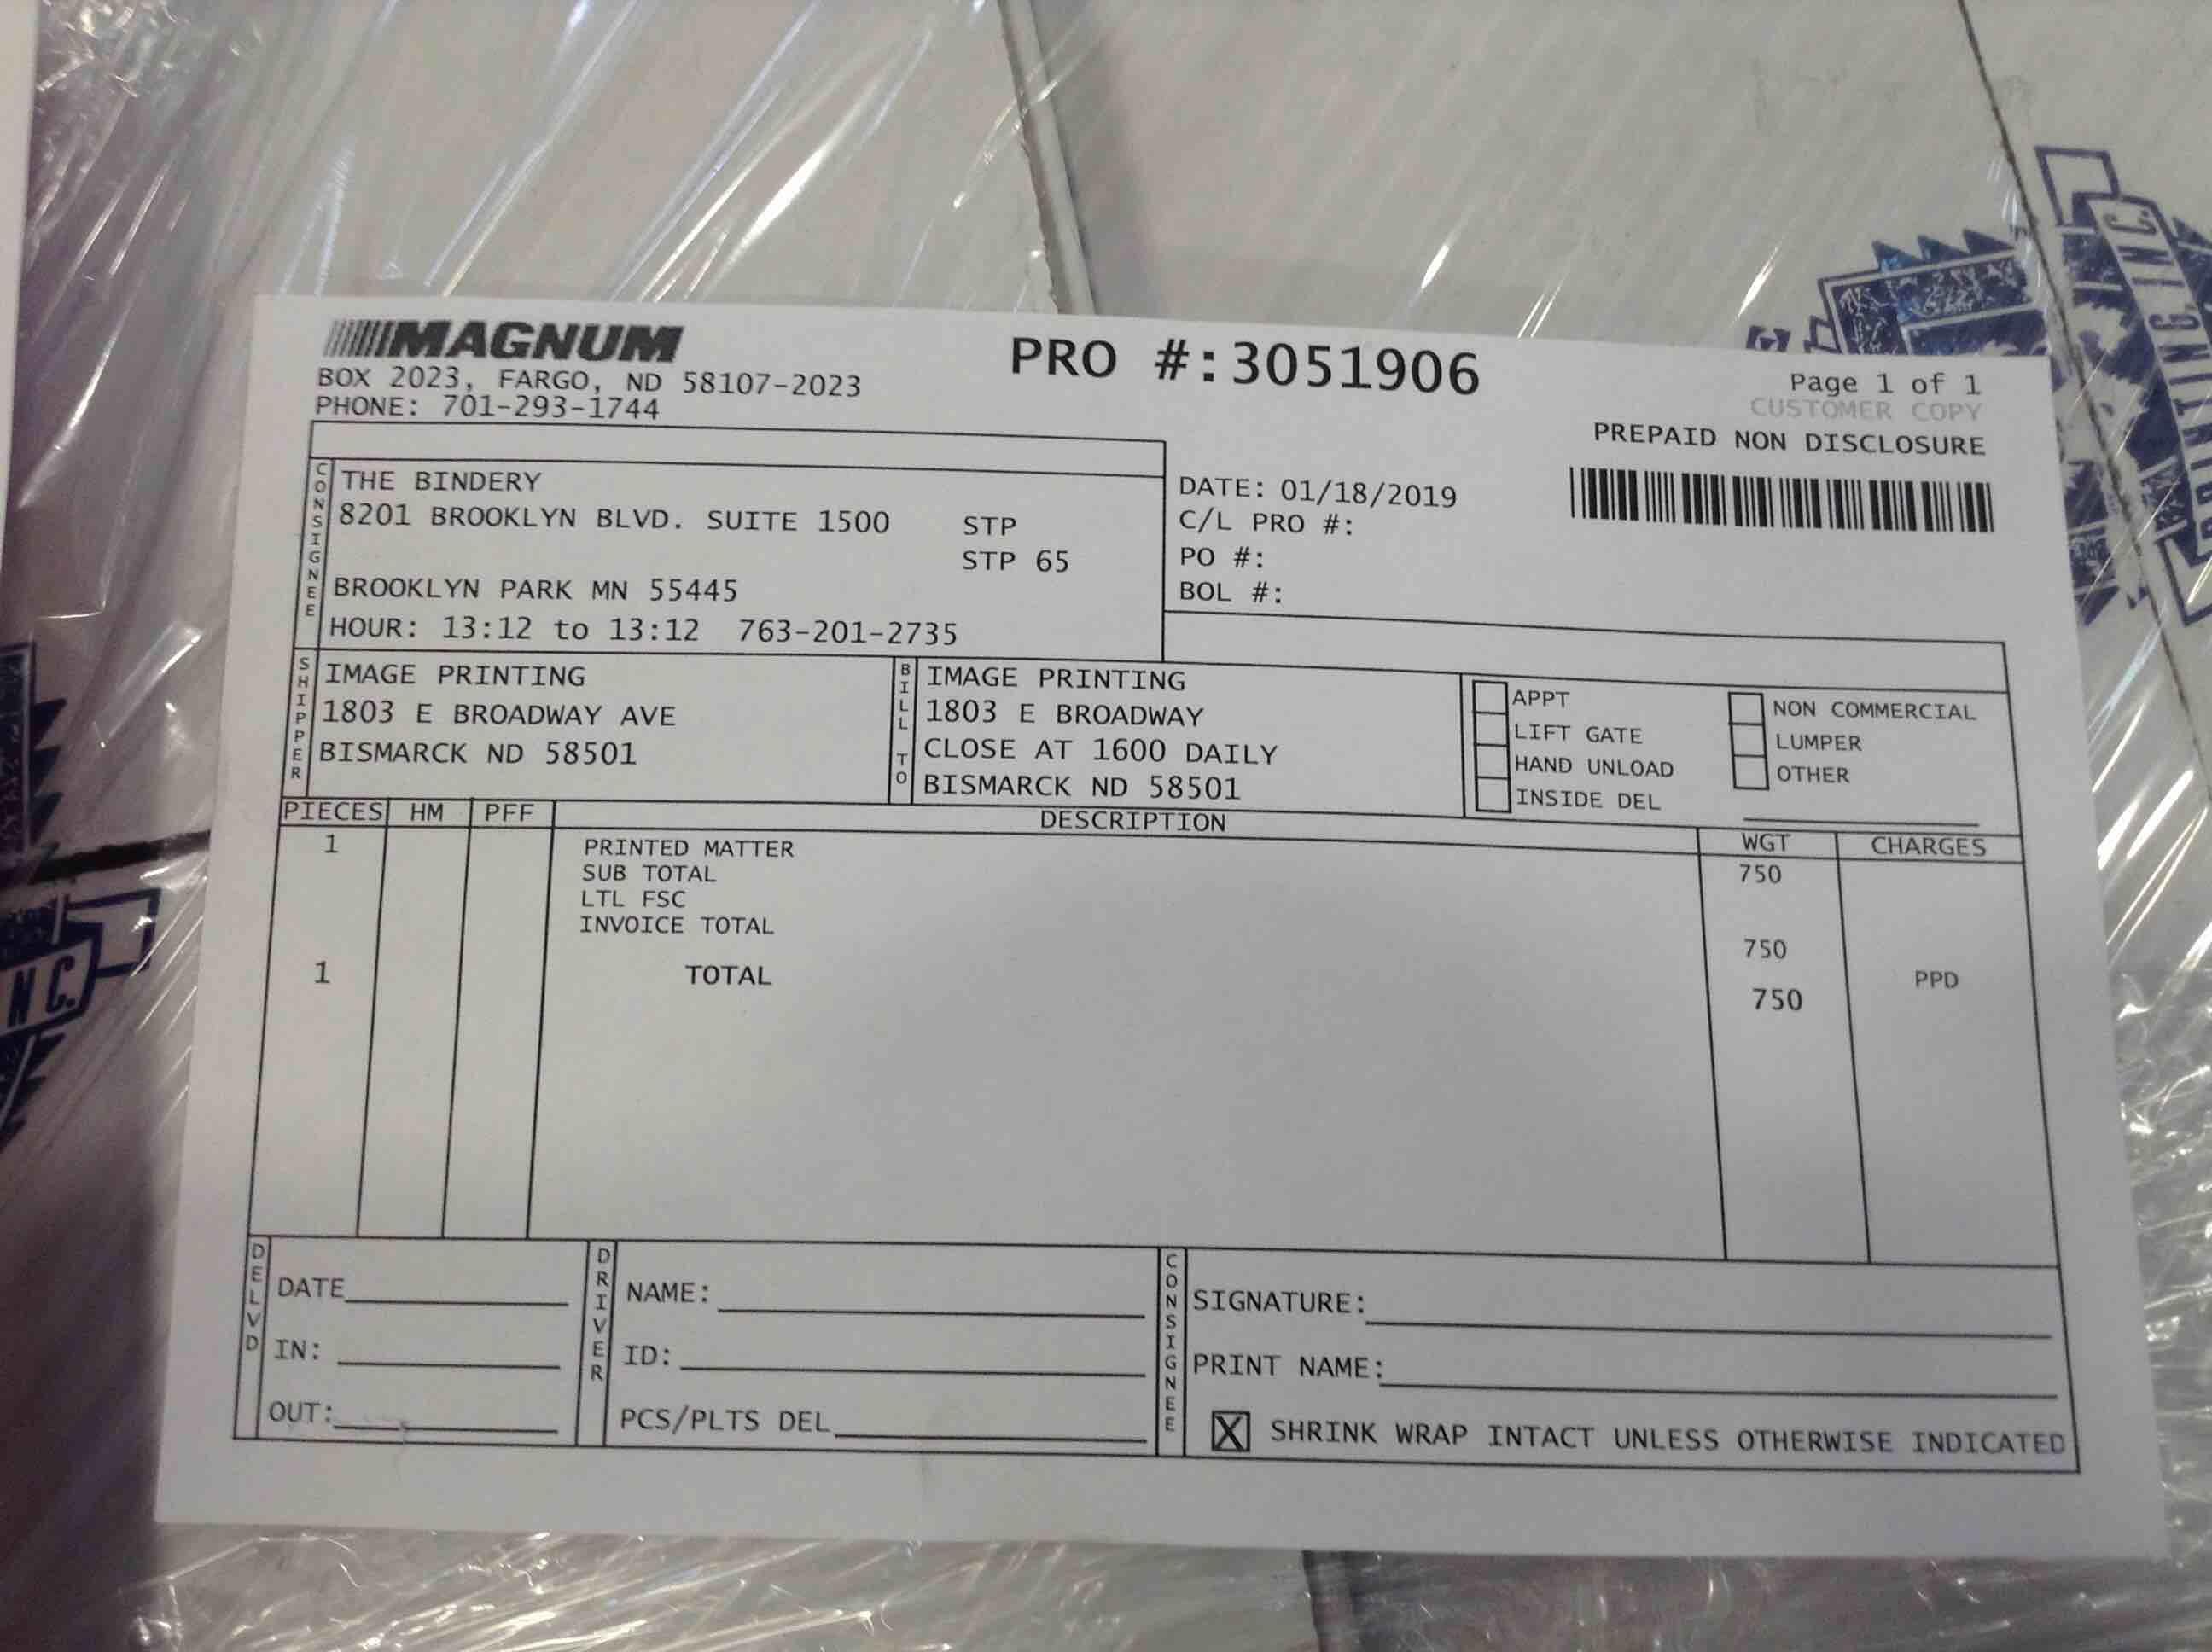 MAGNUM
BOX 2023, FARGO, ND 58107-2023
PHONE: 701-293-1744
PRO #:3051906
Page 1 of 1
CUSTOMER COPY
PREPAID NON DISCLOSURE
CONSIGNEE
THE BINDERY
8201 BROOKLYN BLVD. SUITE 1500 STP
STP 65
BROOKLYN PARK MN 55445
HOUR: 13:12 to 13:12 763-201-2735
DATE: 01/18/2019
C/L PRO #:
PO #:
BOL #:
SHIPPER
IMAGE PRINTING
1803 E BROADWAY AVE
BISMARCK ND 58501
BILL TO
IMAGE PRINTING
1803 E BROADWAY
CLOSE AT 1600 DAILY
BISMARCK ND 58501
APPT
LIFT GATE
HAND UNLOAD
INSIDE DEL
NON COMMERCIAL
LUMPER
OTHER
PIECES HM PFF DESCRIPTION WGT CHARGES
1 PRINTED MATTER 750
SUB TOTAL
LTL FSC
INVOICE TOTAL 750
1 TOTAL 750 PPD
DELVD
DATE
IN:
OUT:
DRIVER
NAME:
ID:
PCS/PLTS DEL
CONSIGNEE
SIGNATURE:
PRINT NAME:
X SHRINK WRAP INTACT UNLESS OTHERWISE INDICATED
INC.
INC.